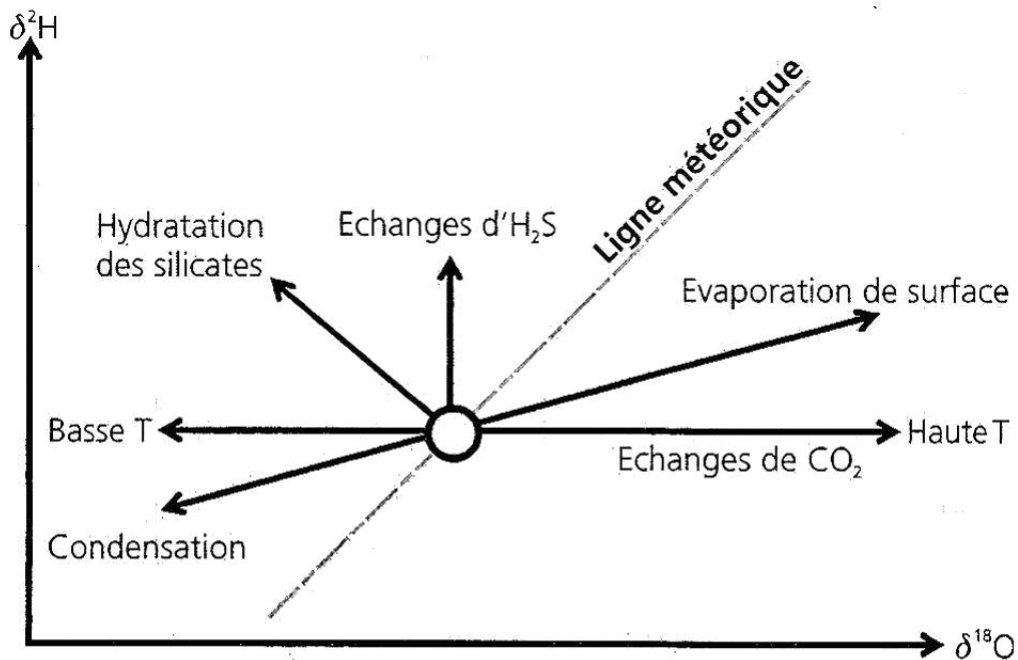 δ²H
Ligne météorique
Hydratation
des silicates
Echanges d'H₂S
Evaporation de surface
Basse T
Haute T
Echanges de CO₂
Condensation
δ¹⁸O